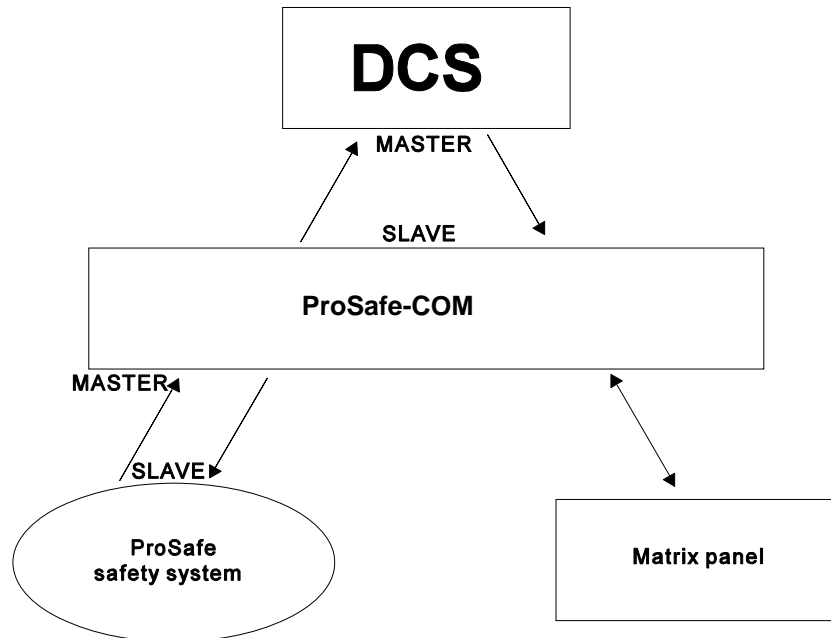 DCS
MASTER
SLAVE
ProSafe-COM
MASTER
SLAVE
ProSafe
safety system
Matrix panel